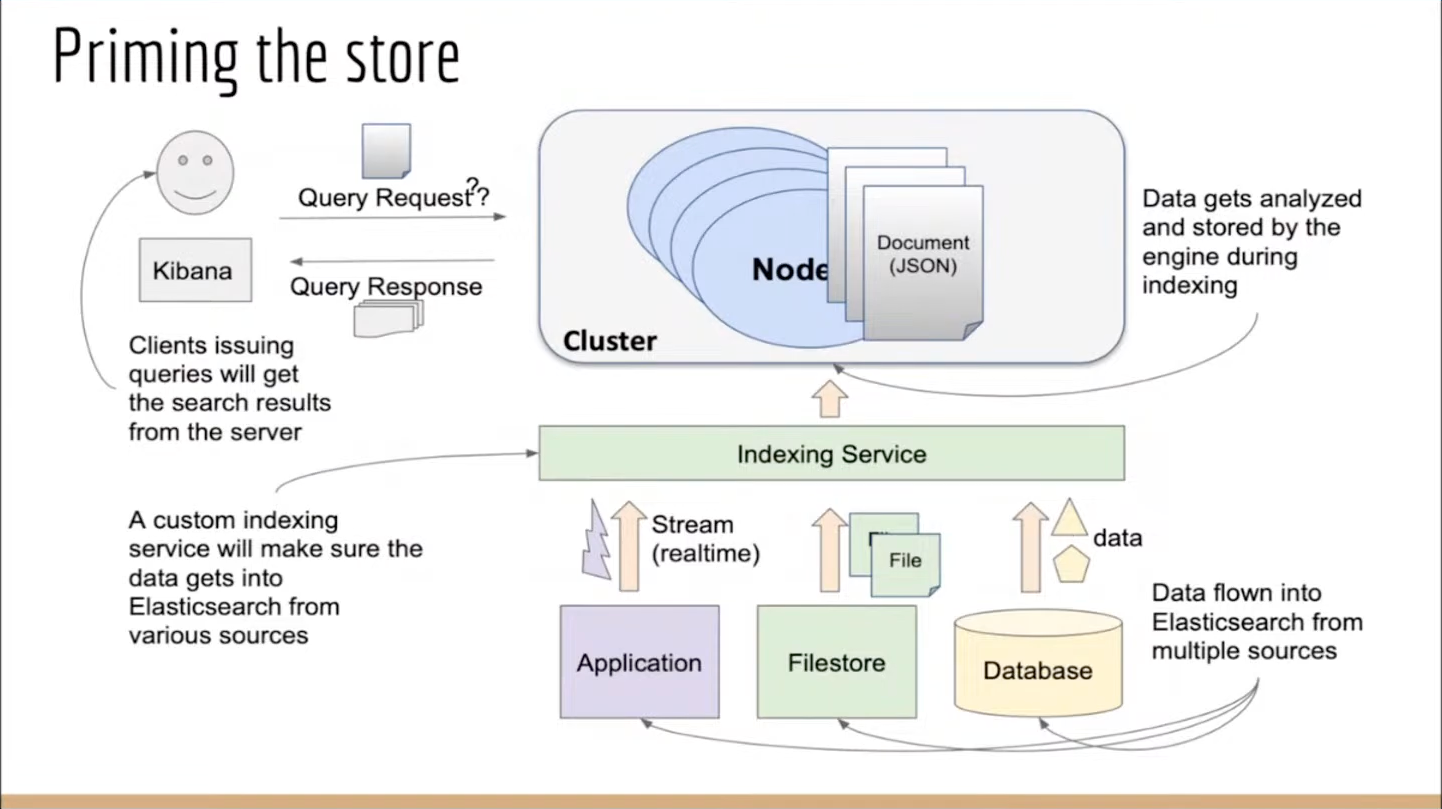 Priming the store
Query Request??
Kibana
Query Response
Clients issuing
queries will get
the search results
from the server
Node
Document
(JSON)
Cluster
Data gets analyzed
and stored by the
engine during
indexing
Indexing Service
A custom indexing
service will make sure the
data gets into
Elasticsearch from
various sources
Stream
(realtime)
File
data
Application
Filestore
Database
Data flown into
Elasticsearch from
multiple sources